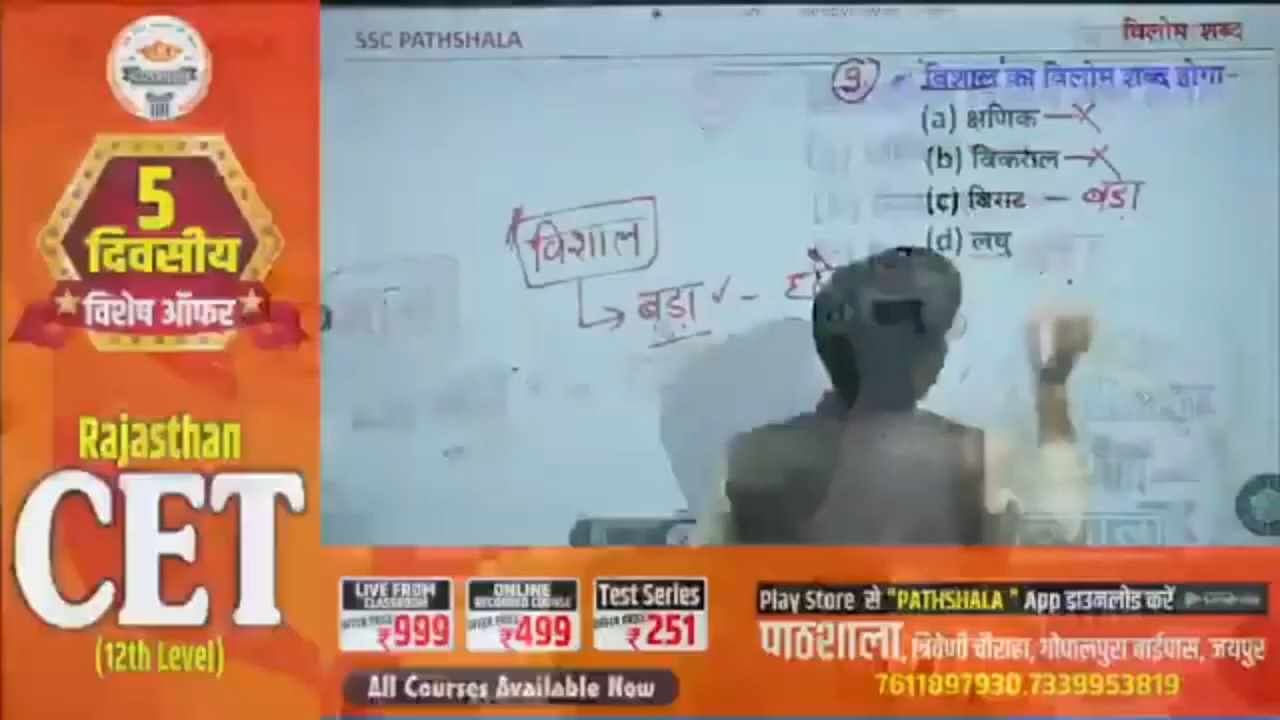 SSC PATHSHALA
विलोम शब्द
9. विशाल का विलोम शब्द होगा-
(a) क्षणिक — ×
(b) विकराल — ×
(c) विराट — बड़ा
(d) लघु
विशाल
बड़ा ✓ -
5
दिवसीय
विशेष ऑफर
Rajasthan
CET
(12th Level)
LIVE FROM
CLASSROOM
₹999
ONLINE
RECORDED COURSE
₹499
Test Series
₹251
All Courses Available Now
Play Store से "PATHSHALA" App डाउनलोड करें
पाठशाला, त्रिवेणी चौराहा, गोपालपुरा बाईपास, जयपुर
7611897930,7339953819